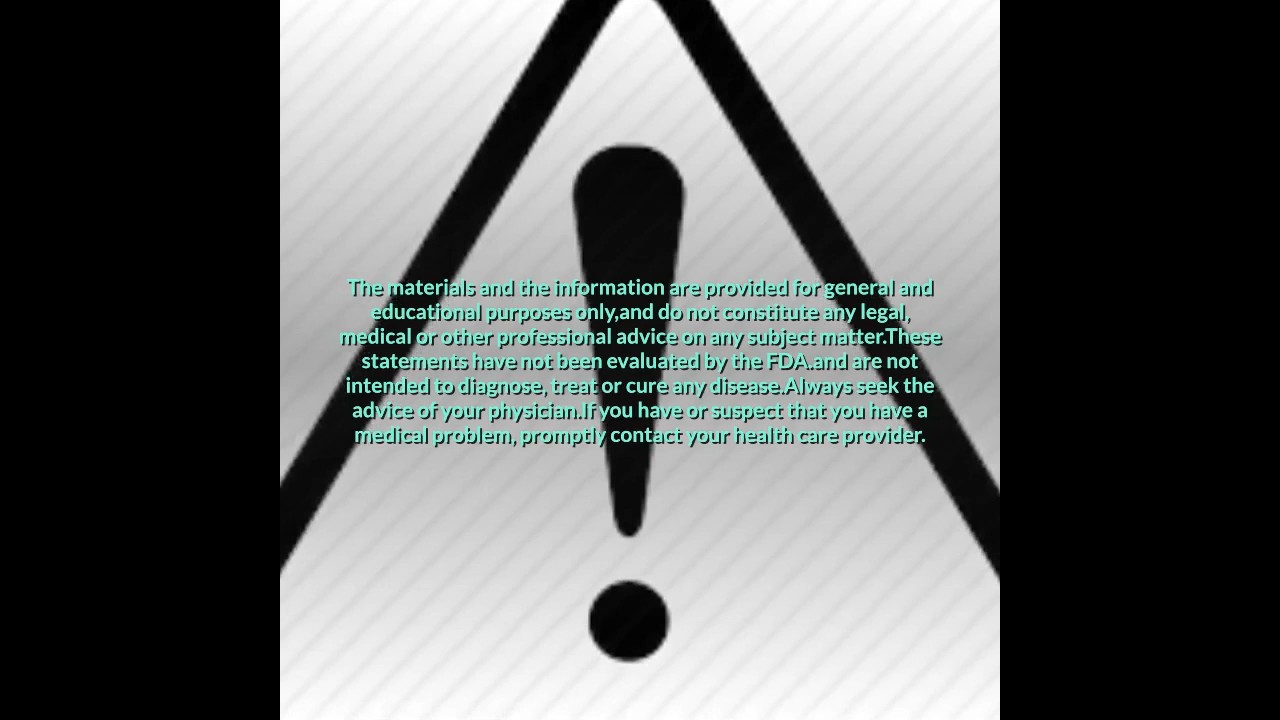 The materials and the information are provided for general and
educational purposes only,and do not constitute any legal,
medical or other professional advice on any subject matter.These
statements have not been evaluated by the FDA.and are not
intended to diagnose, treat or cure any disease.Always seek the
advice of your physician.If you have or suspect that you have a
medical problem, promptly contact your health care provider.